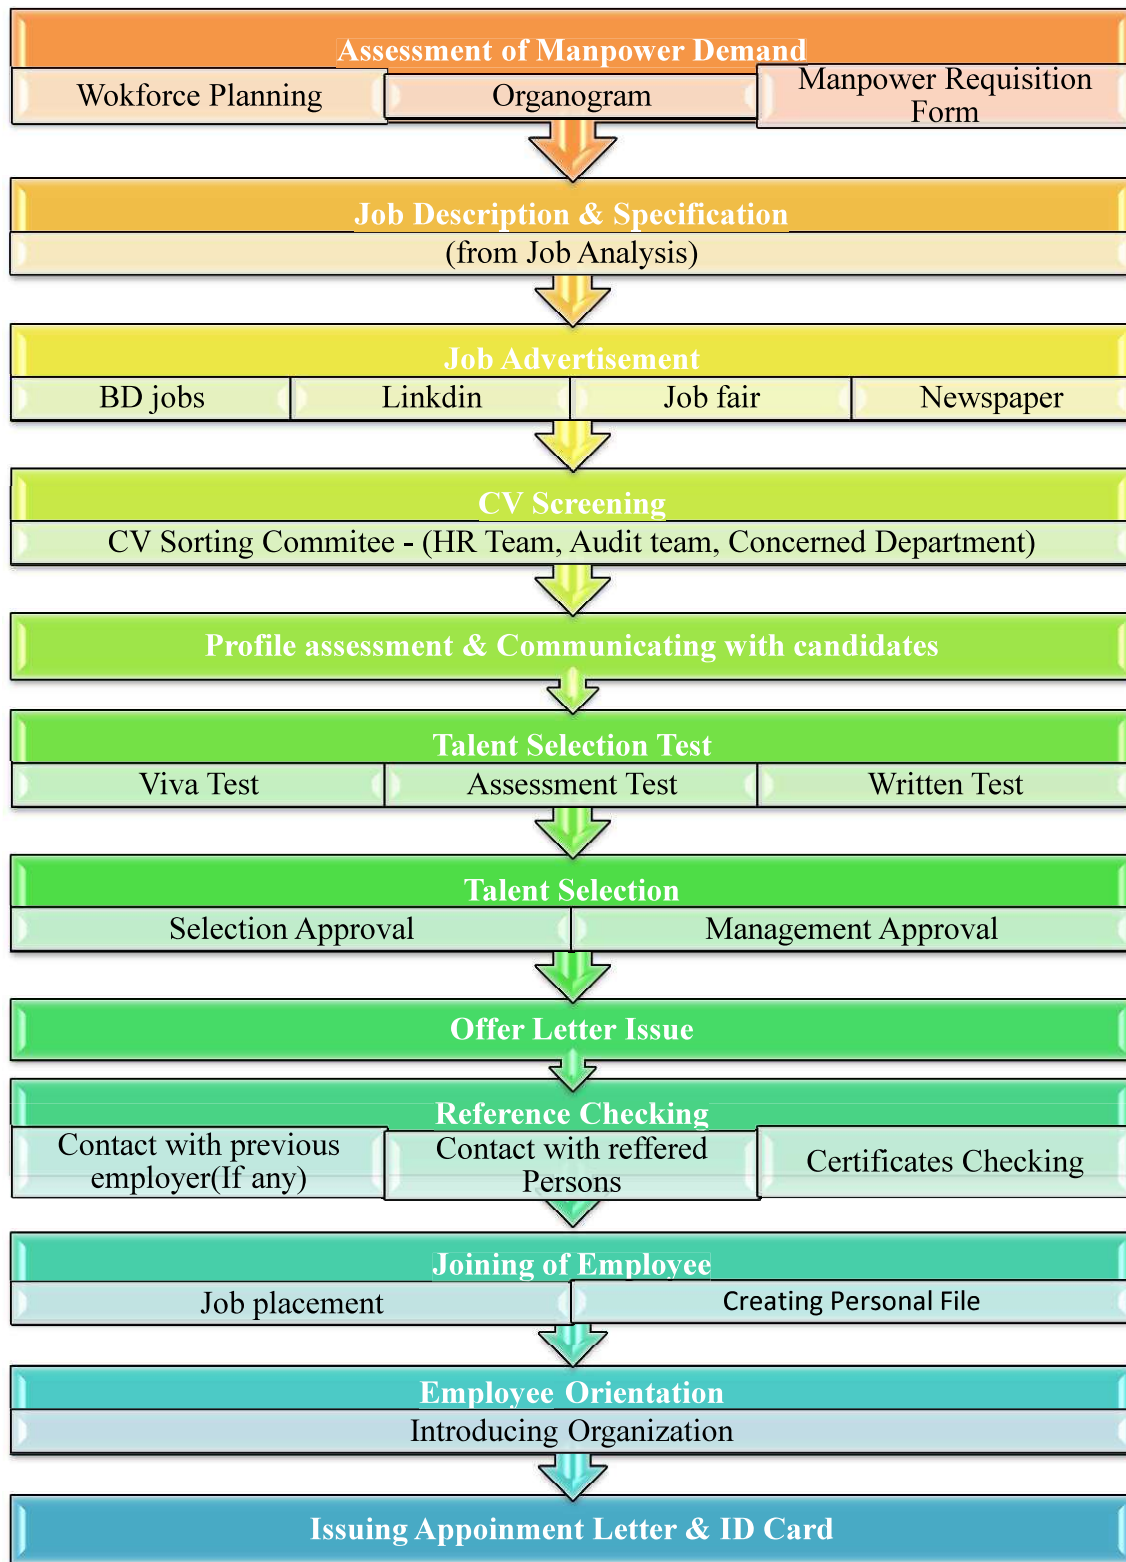 Assessment of Manpower Demand
Wokforce Planning
Organogram
Manpower Requisition
Form
Job Description & Specification
(from Job Analysis)
Job Advertisement
BD jobs
Linkdin
Job fair
Newspaper
CV Screening
CV Sorting Commitee - (HR Team, Audit team, Concerned Department)
Profile assessment & Communicating with candidates
Talent Selection Test
Viva Test
Assessment Test
Written Test
Talent Selection
Selection Approval
Management Approval
Offer Letter Issue
Reference Checking
Contact with previous
employer(If any)
Contact with reffered
Persons
Certificates Checking
Joining of Employee
Job placement
Creating Personal File
Employee Orientation
Introducing Organization
Issuing Appoinment Letter & ID Card